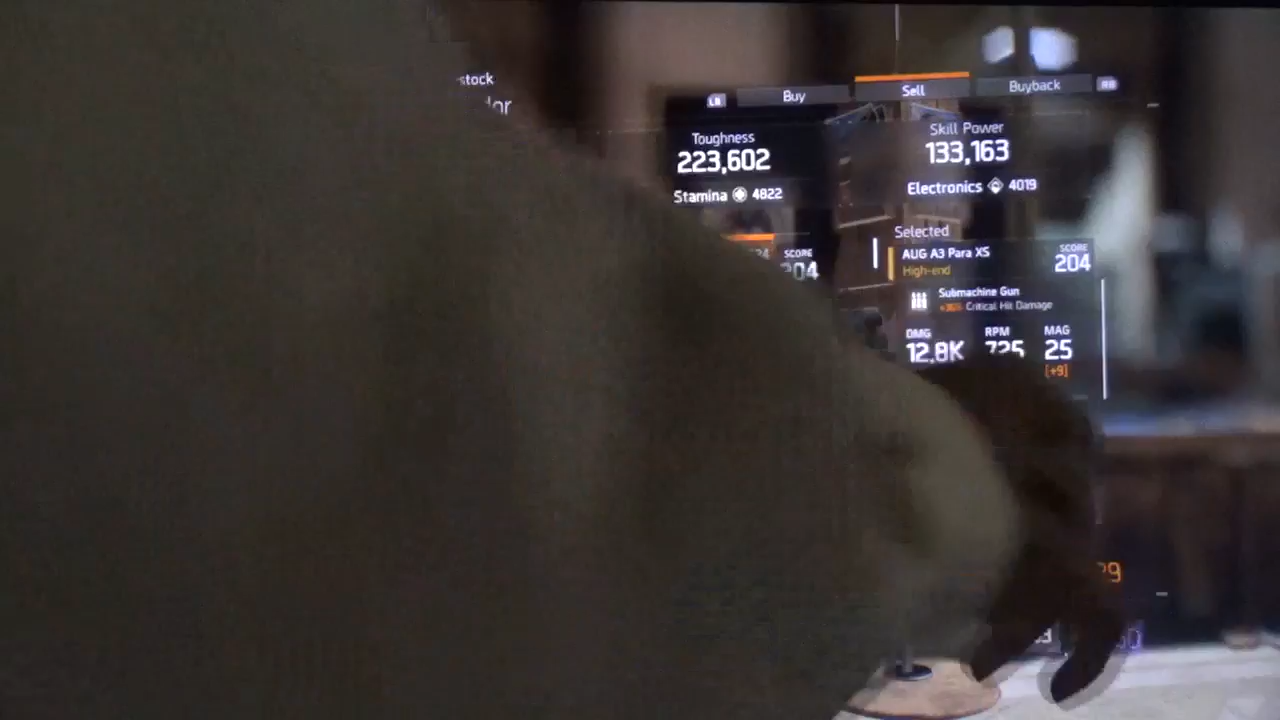 stock
LB Buy Sell Buyback RB
Toughness
223,602
Skill Power
133,163
Stamina 4822
Electronics 4019
Selected
AUG A3 Para XS
High-end
SCORE
204
SCORE
204
Submachine Gun
Critical Hit Damage
DMG RPM MAG
12.8K 725 25
[+9]